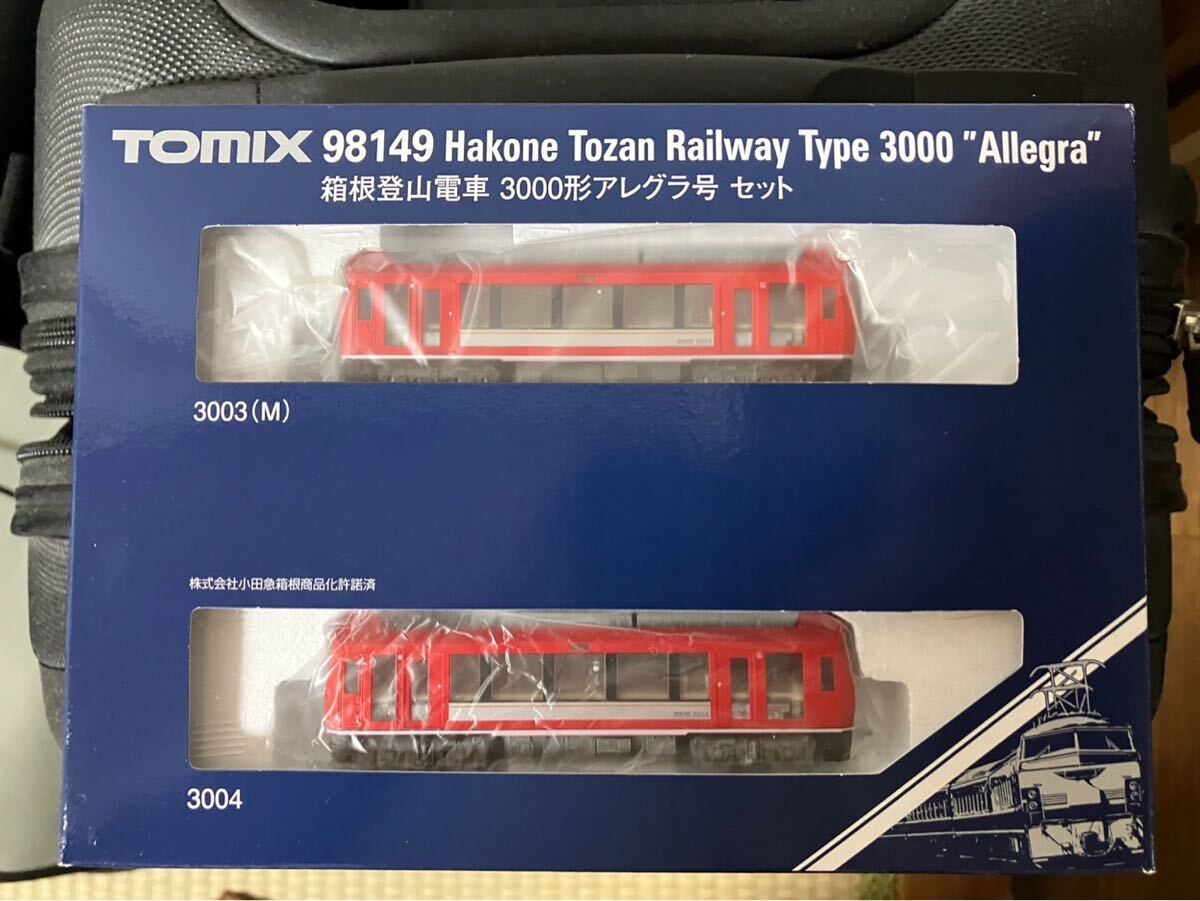 TOMIX 98149 Hakone Tozan Railway Type 3000 "Allegra"
箱根登山電車 3000形アレグラ号 セット
3003(M)
株式会社小田急箱根商品化許諾済
3004